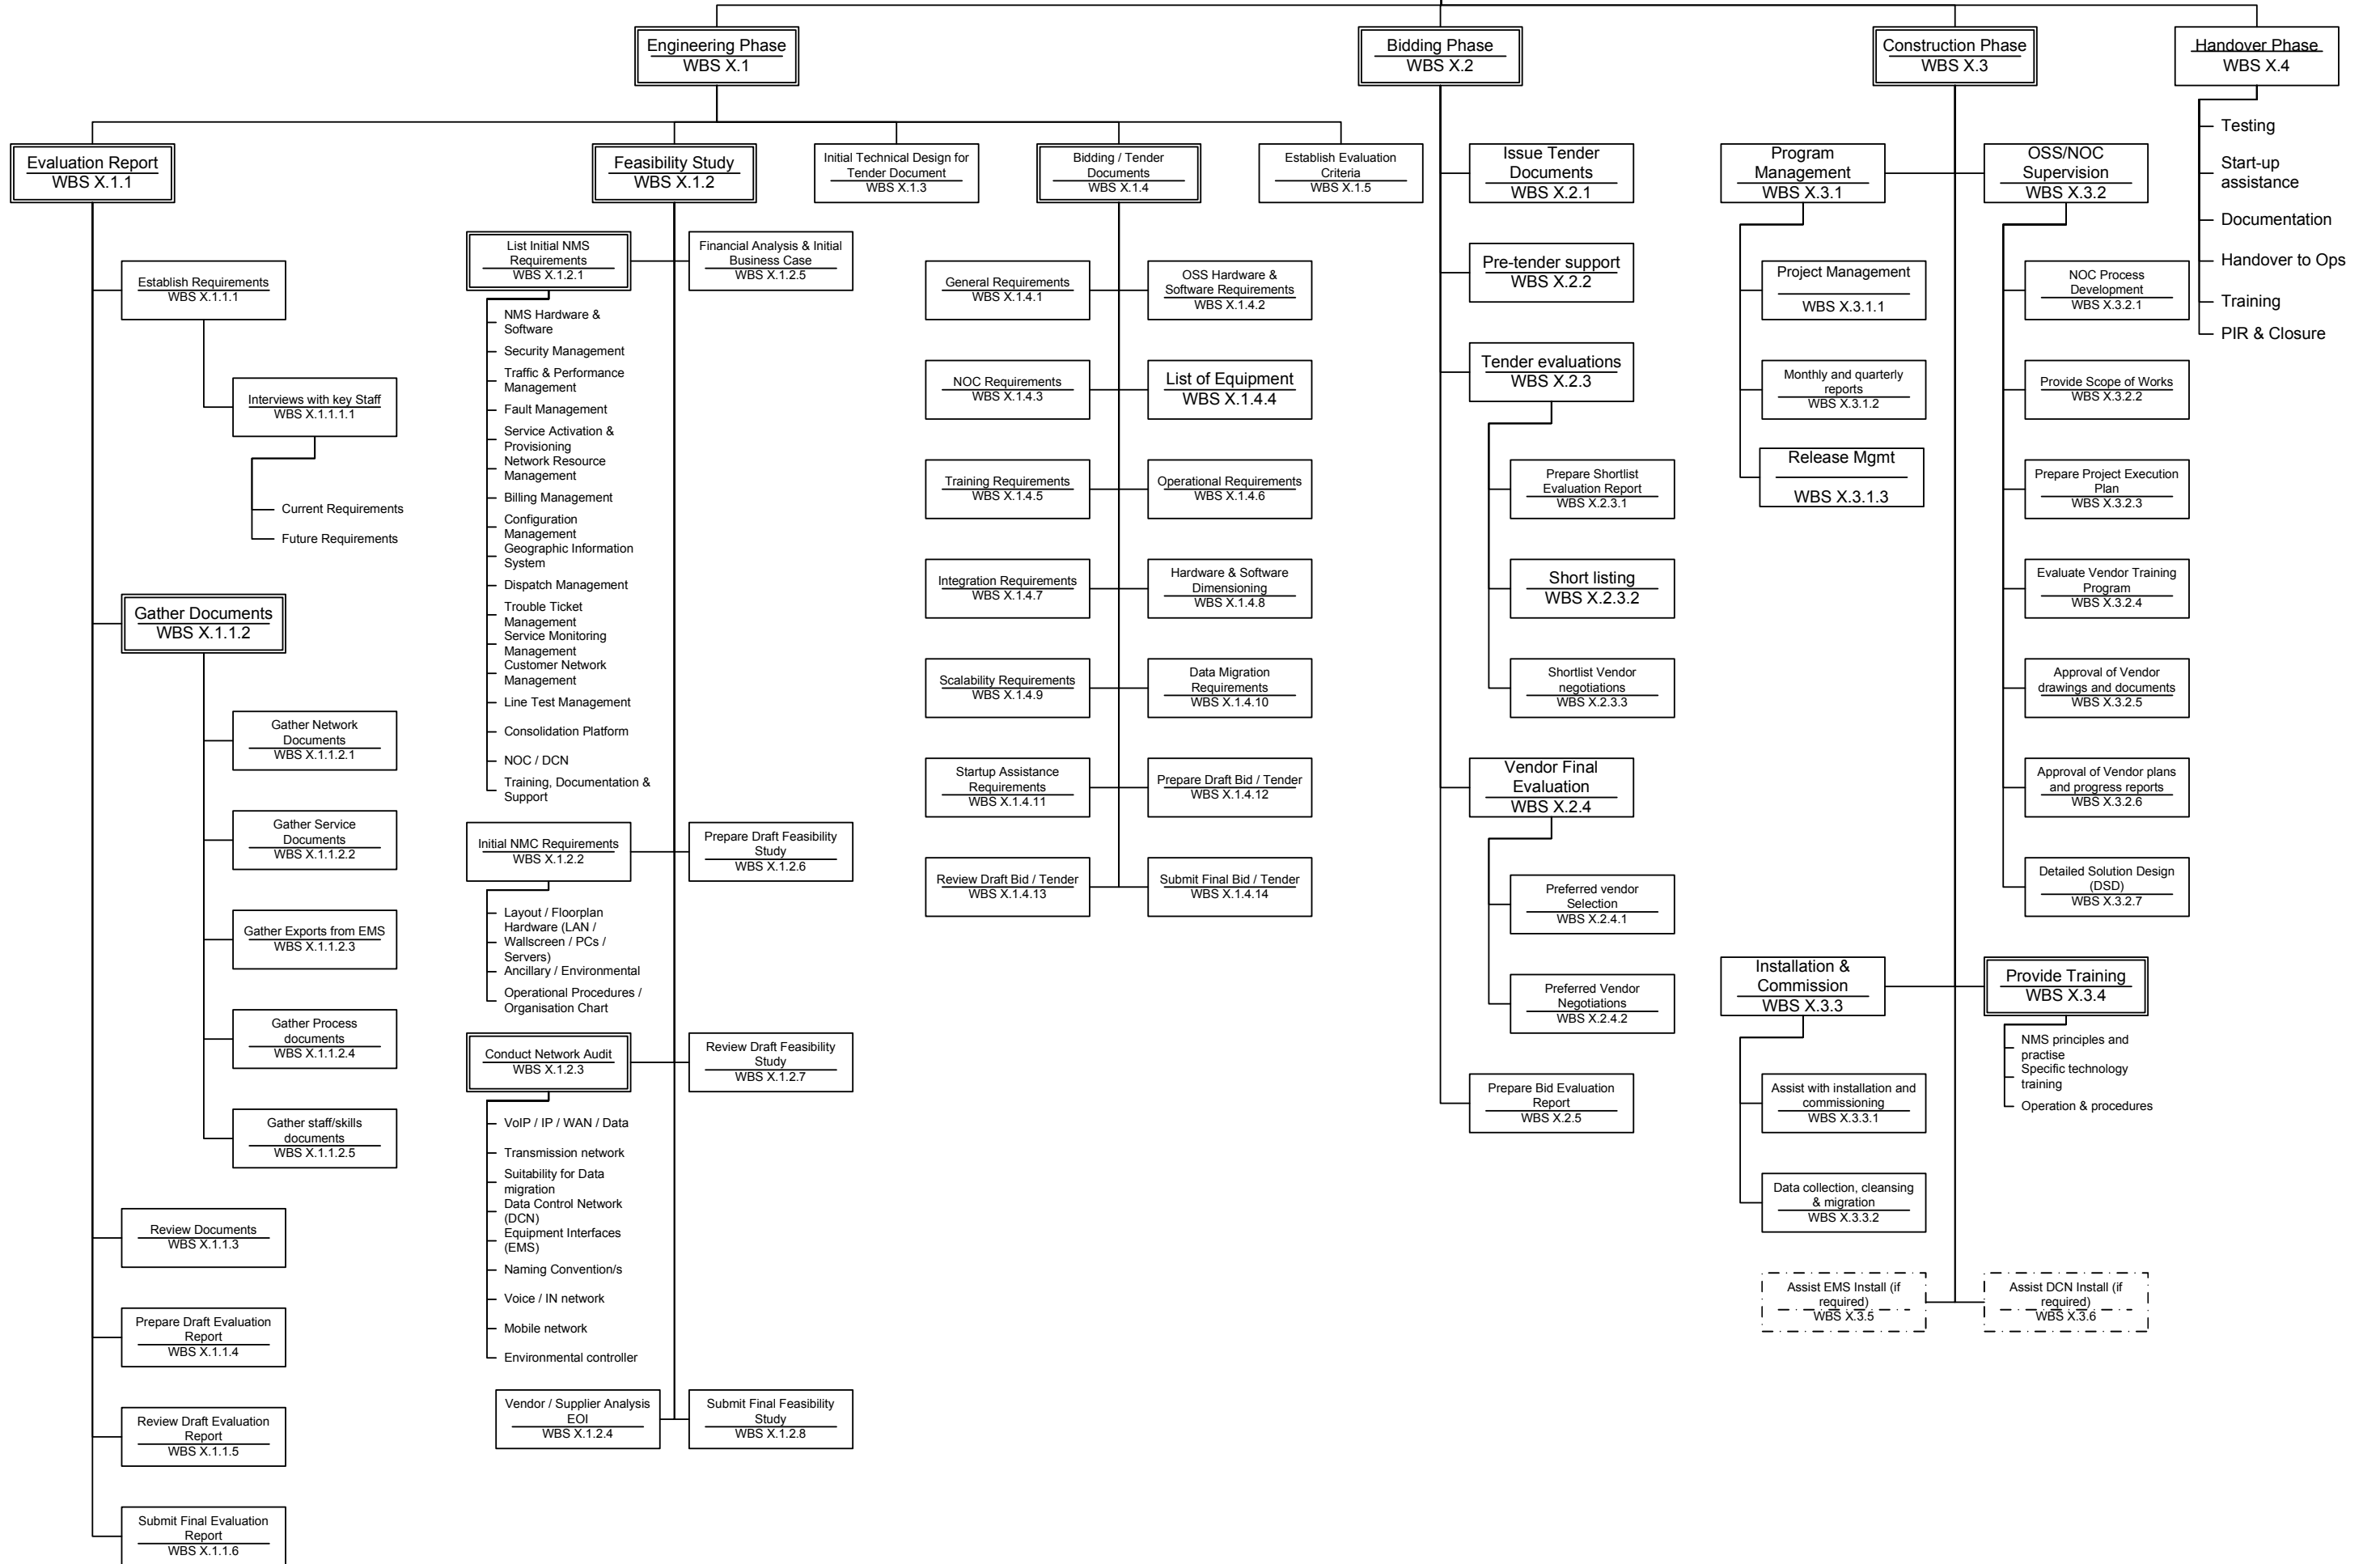 Engineering Phase
WBS X.1
Bidding Phase
WBS X.2
Construction Phase
WBS X.3
Handover Phase
WBS X.4
Evaluation Report
WBS X.1.1
Feasibility Study
WBS X.1.2
Initial Technical Design for
Tender Document
WBS X.1.3
Bidding / Tender
Documents
WBS X.1.4
Establish Evaluation
Criteria
WBS X.1.5
Establish Requirements
WBS X.1.1.1
Interviews with key Staff
WBS X.1.1.1.1
Current Requirements
Future Requirements
Gather Documents
WBS X.1.1.2
Gather Network
Documents
WBS X.1.1.2.1
Gather Service
Documents
WBS X.1.1.2.2
Gather Exports from EMS
WBS X.1.1.2.3
Gather Process
documents
WBS X.1.1.2.4
Gather staff/skills
documents
WBS X.1.1.2.5
Review Documents
WBS X.1.1.3
Prepare Draft Evaluation
Report
WBS X.1.1.4
Review Draft Evaluation
Report
WBS X.1.1.5
Submit Final Evaluation
Report
WBS X.1.1.6
List Initial NMS
Requirements
WBS X.1.2.1
NMS Hardware &
Software
Security Management
Traffic & Performance
Management
Fault Management
Service Activation &
Provisioning
Network Resource
Management
Billing Management
Configuration
Management
Geographic Information
System
Dispatch Management
Trouble Ticket
Management
Service Monitoring
Management
Customer Network
Management
Line Test Management
Consolidation Platform
NOC / DCN
Training, Documentation &
Support
Financial Analysis & Initial
Business Case
WBS X.1.2.5
Initial NMC Requirements
WBS X.1.2.2
Layout / Floorplan
Hardware (LAN /
Wallscreen / PCs /
Servers)
Ancillary / Environmental
Operational Procedures /
Organisation Chart
Prepare Draft Feasibility
Study
WBS X.1.2.6
Conduct Network Audit
WBS X.1.2.3
VoIP / IP / WAN / Data
Transmission network
Suitability for Data
migration
Data Control Network
(DCN)
Equipment Interfaces
(EMS)
Naming Convention/s
Voice / IN network
Mobile network
Environmental controller
Review Draft Feasibility
Study
WBS X.1.2.7
Vendor / Supplier Analysis
EOI
WBS X.1.2.4
Submit Final Feasibility
Study
WBS X.1.2.8
General Requirements
WBS X.1.4.1
OSS Hardware &
Software Requirements
WBS X.1.4.2
NOC Requirements
WBS X.1.4.3
List of Equipment
WBS X.1.4.4
Training Requirements
WBS X.1.4.5
Operational Requirements
WBS X.1.4.6
Integration Requirements
WBS X.1.4.7
Hardware & Software
Dimensioning
WBS X.1.4.8
Scalability Requirements
WBS X.1.4.9
Data Migration
Requirements
WBS X.1.4.10
Startup Assistance
Requirements
WBS X.1.4.11
Prepare Draft Bid / Tender
WBS X.1.4.12
Review Draft Bid / Tender
WBS X.1.4.13
Submit Final Bid / Tender
WBS X.1.4.14
Issue Tender
Documents
WBS X.2.1
Pre-tender support
WBS X.2.2
Tender evaluations
WBS X.2.3
Prepare Shortlist
Evaluation Report
WBS X.2.3.1
Short listing
WBS X.2.3.2
Shortlist Vendor
negotiations
WBS X.2.3.3
Vendor Final
Evaluation
WBS X.2.4
Preferred vendor
Selection
WBS X.2.4.1
Preferred Vendor
Negotiations
WBS X.2.4.2
Prepare Bid Evaluation
Report
WBS X.2.5
Program
Management
WBS X.3.1
Project Management
WBS X.3.1.1
Monthly and quarterly
reports
WBS X.3.1.2
Release Mgmt
WBS X.3.1.3
OSS/NOC
Supervision
WBS X.3.2
NOC Process
Development
WBS X.3.2.1
Provide Scope of Works
WBS X.3.2.2
Prepare Project Execution
Plan
WBS X.3.2.3
Evaluate Vendor Training
Program
WBS X.3.2.4
Approval of Vendor
drawings and documents
WBS X.3.2.5
Approval of Vendor plans
and progress reports
WBS X.3.2.6
Detailed Solution Design
(DSD)
WBS X.3.2.7
Installation &
Commission
WBS X.3.3
Assist with installation and
commissioning
WBS X.3.3.1
Data collection, cleansing
& migration
WBS X.3.3.2
Provide Training
WBS X.3.4
NMS principles and
practise
Specific technology
training
Operation & procedures
Assist EMS Install (if
required)
WBS X.3.5
Assist DCN Install (if
required)
WBS X.3.6
Testing
Start-up
assistance
Documentation
Handover to Ops
Training
PIR & Closure